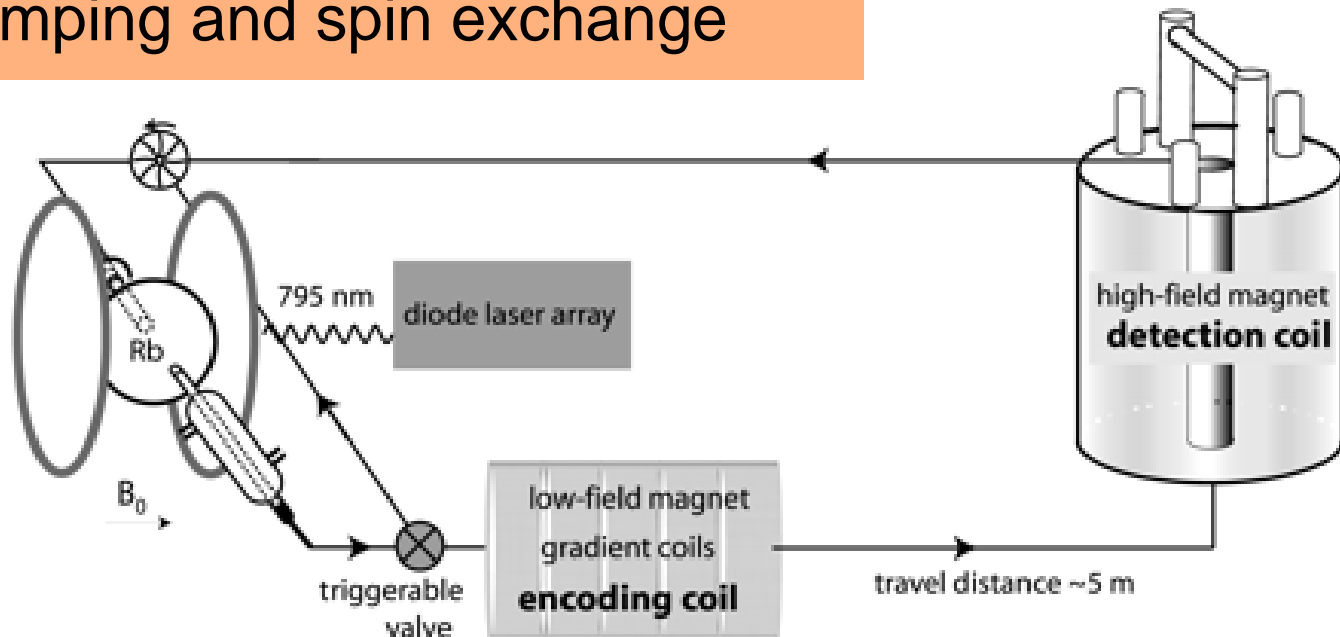 mping and spin exchange
795 nm
diode laser array
Rb
B0
high-field magnet
detection coil
low-field magnet
gradient coils
encoding coil
triggerable
valve
travel distance ~5 m